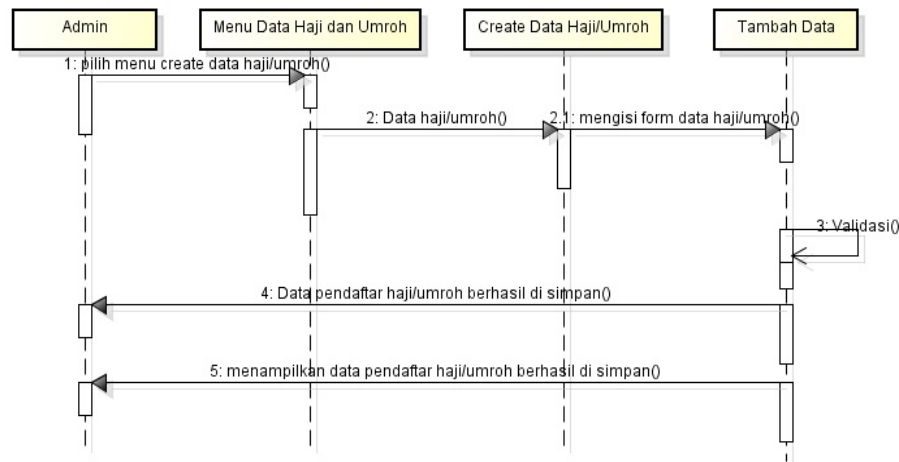 Admin
Menu Data Haji dan Umroh
Create Data Haji/Umroh
Tambah Data
1: pilih menu create data haji/umroh()
2: Data haji/umroh()
2.1: mengisi form data haji/umroh()
3: Validasi()
4: Data pendaftar haji/umroh berhasil di simpan()
5: menampilkan data pendaftar haji/umroh berhasil di simpan()